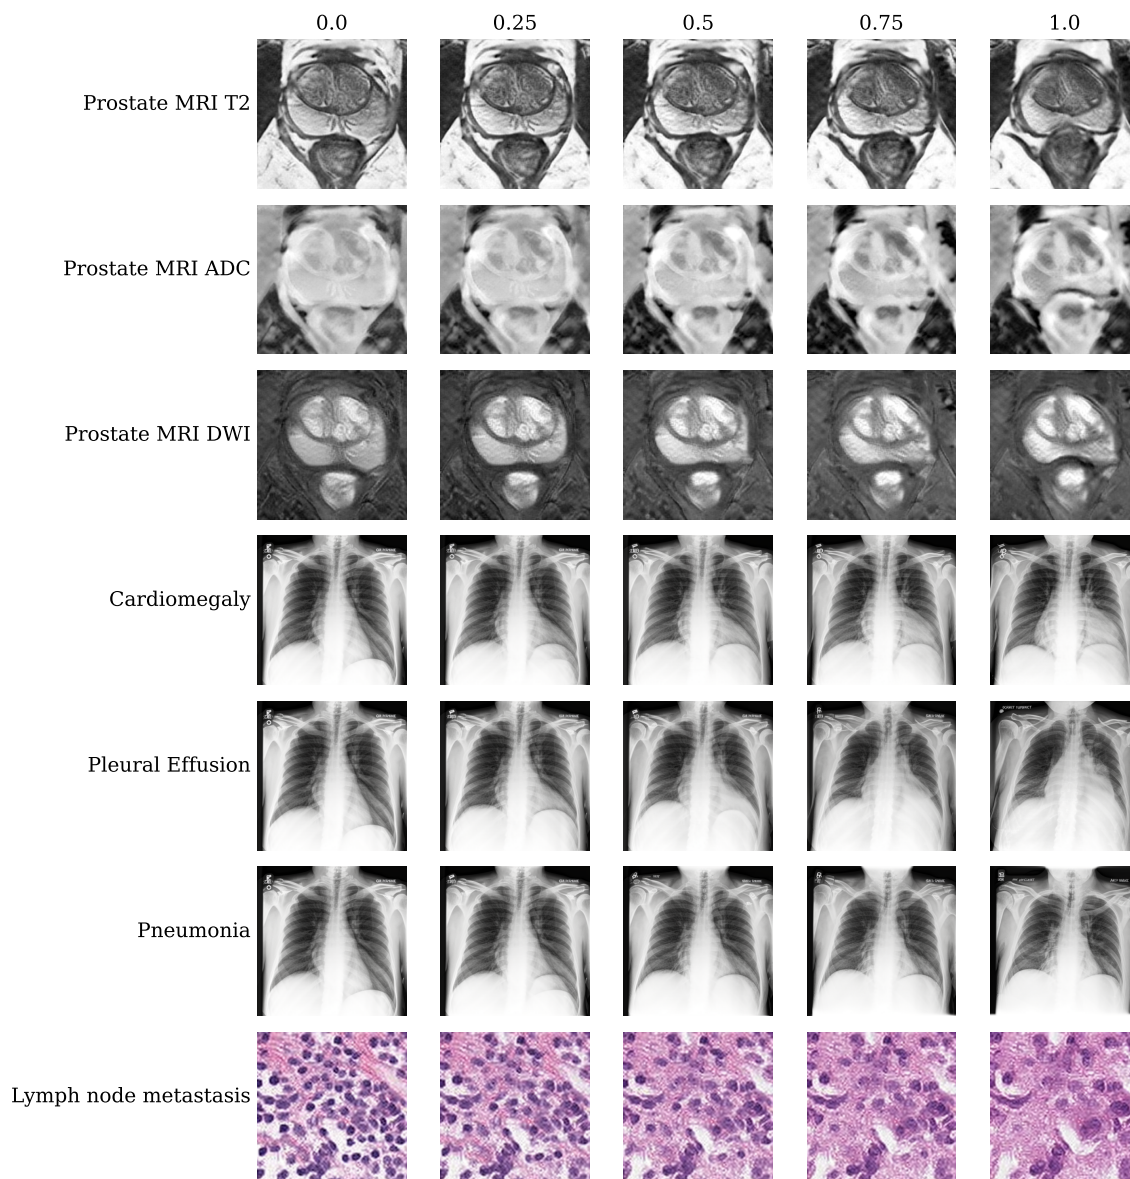 0.0 0.25 0.5 0.75 1.0
Prostate MRI T2
Prostate MRI ADC
Prostate MRI DWI
Cardiomegaly
Pleural Effusion
Pneumonia
Lymph node metastasis